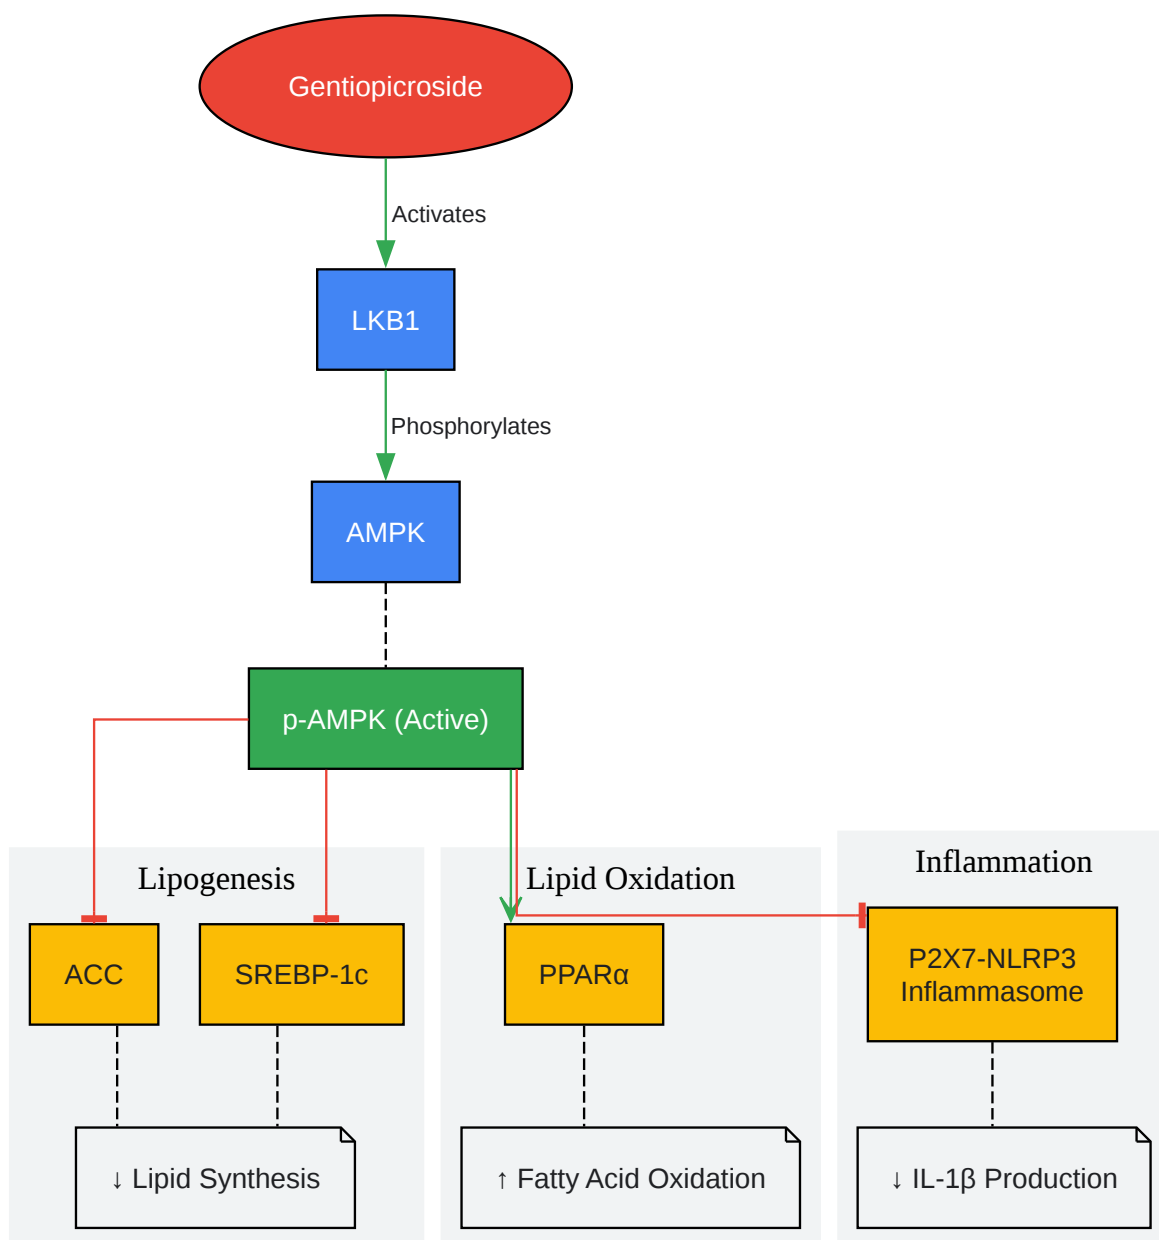 Gentiopicroside
Activates
LKB1
Phosphorylates
AMPK
p-AMPK (Active)
Lipogenesis
Lipid Oxidation
Inflammation
ACC
SREBP-1c
PPARα
P2X7-NLRP3
Inflammasome
↓ Lipid Synthesis
↑ Fatty Acid Oxidation
↓ IL-1β Production